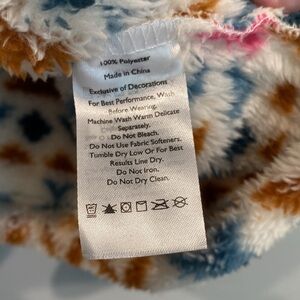 100% Polyester
Made in China
Exclusive of Decorations
For Best Performance, Wash
Before Wearing.
Machine Wash Warm Delicate
Separately.
Do Not Bleach.
Do Not Use Fabric Softeners.
Tumble Dry Low Or For Best
Results Line Dry.
Do Not Iron.
Do Not Dry Clean.